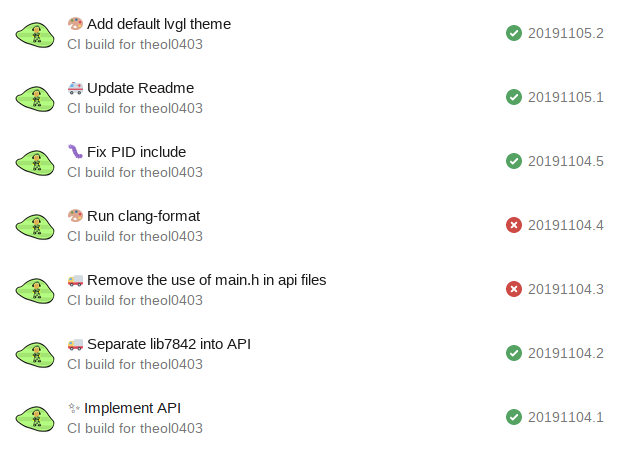 🎨 Add default lvgl theme
CI build for theol0403
20191105.2
🚑 Update Readme
CI build for theol0403
20191105.1
🐛 Fix PID include
CI build for theol0403
20191104.5
🎨 Run clang-format
CI build for theol0403
20191104.4
🚚 Remove the use of main.h in api files
CI build for theol0403
20191104.3
🚚 Separate lib7842 into API
CI build for theol0403
20191104.2
✨ Implement API
CI build for theol0403
20191104.1